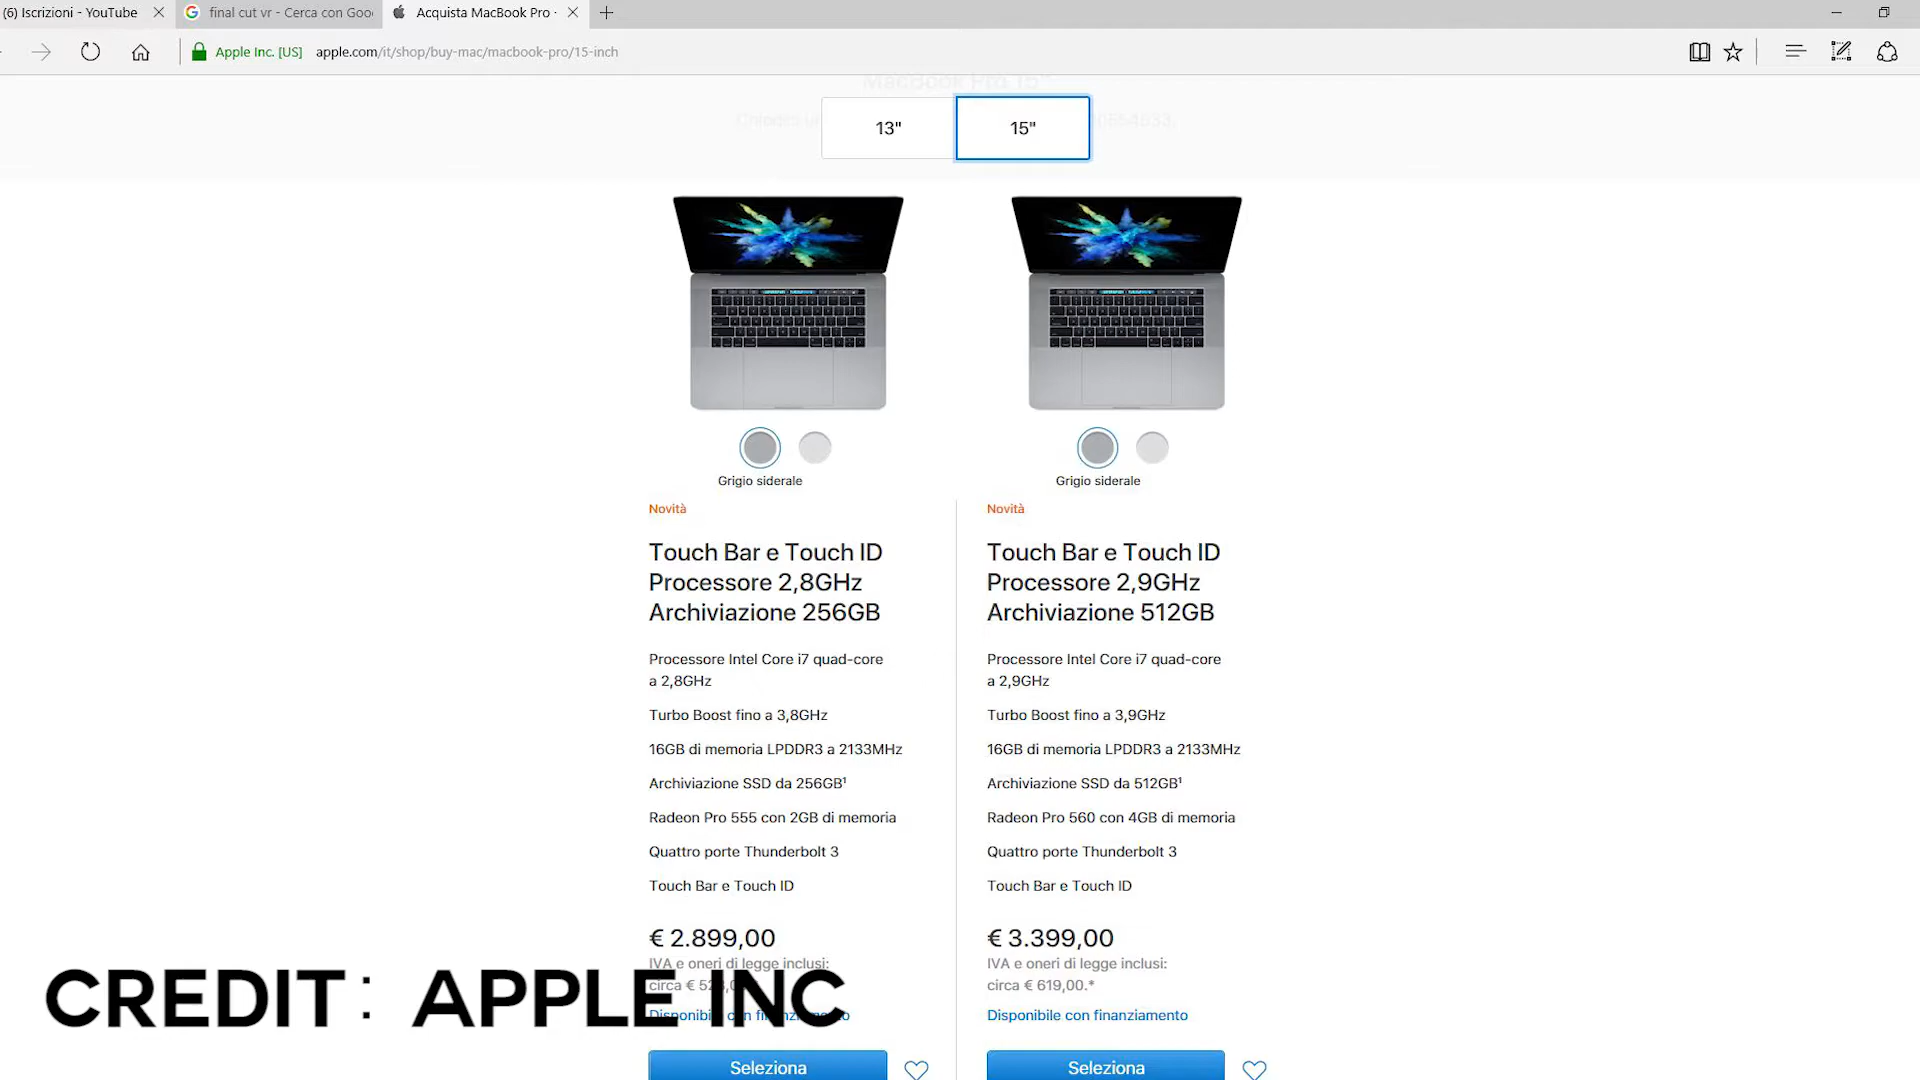 (6) Iscrizioni - YouTube
final cut vr - Cerca con Goo
Acquista MacBook Pro -
Apple Inc. [US]
apple.com/it/shop/buy-mac/macbook-pro/15-inch
MacBook Pro 15"
13"
15"
Grigio siderale
Grigio siderale
Novità
Touch Bar e Touch ID
Processore 2,8GHz
Archiviazione 256GB
Processore Intel Core i7 quad-core
a 2,8GHz
Turbo Boost fino a 3,8GHz
16GB di memoria LPDDR3 a 2133MHz
Archiviazione SSD da 256GB¹
Radeon Pro 555 con 2GB di memoria
Quattro porte Thunderbolt 3
Touch Bar e Touch ID
€ 2.899,00
IVA e oneri di legge inclusi:
circa €
Disponibile con finanziamento
Seleziona
Novità
Touch Bar e Touch ID
Processore 2,9GHz
Archiviazione 512GB
Processore Intel Core i7 quad-core
a 2,9GHz
Turbo Boost fino a 3,9GHz
16GB di memoria LPDDR3 a 2133MHz
Archiviazione SSD da 512GB¹
Radeon Pro 560 con 4GB di memoria
Quattro porte Thunderbolt 3
Touch Bar e Touch ID
€ 3.399,00
IVA e oneri di legge inclusi:
circa € 619,00.*
Disponibile con finanziamento
Seleziona
CREDIT: APPLE INC